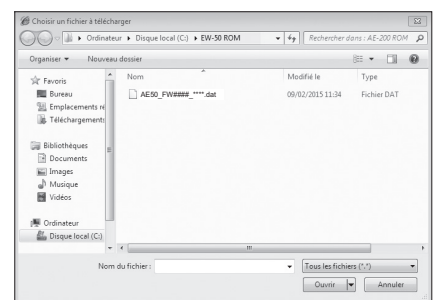 Choisir un fichier à télécharger
Ordinateur ▸ Disque local (C:) ▸ EW-50 ROM
Rechercher dans : AE-200 ROM
Organiser ▾ Nouveau dossier
Favoris
Bureau
Emplacements ré
Téléchargements
Bibliothèques
Documents
Images
Musique
Vidéos
Ordinateur
Disque local (C:)
Nom Modifié le Type
AE50_FW####_****.dat 09/02/2015 11:34 Fichier DAT
Nom du fichier :
Tous les fichiers (*.*)
Ouvrir Annuler